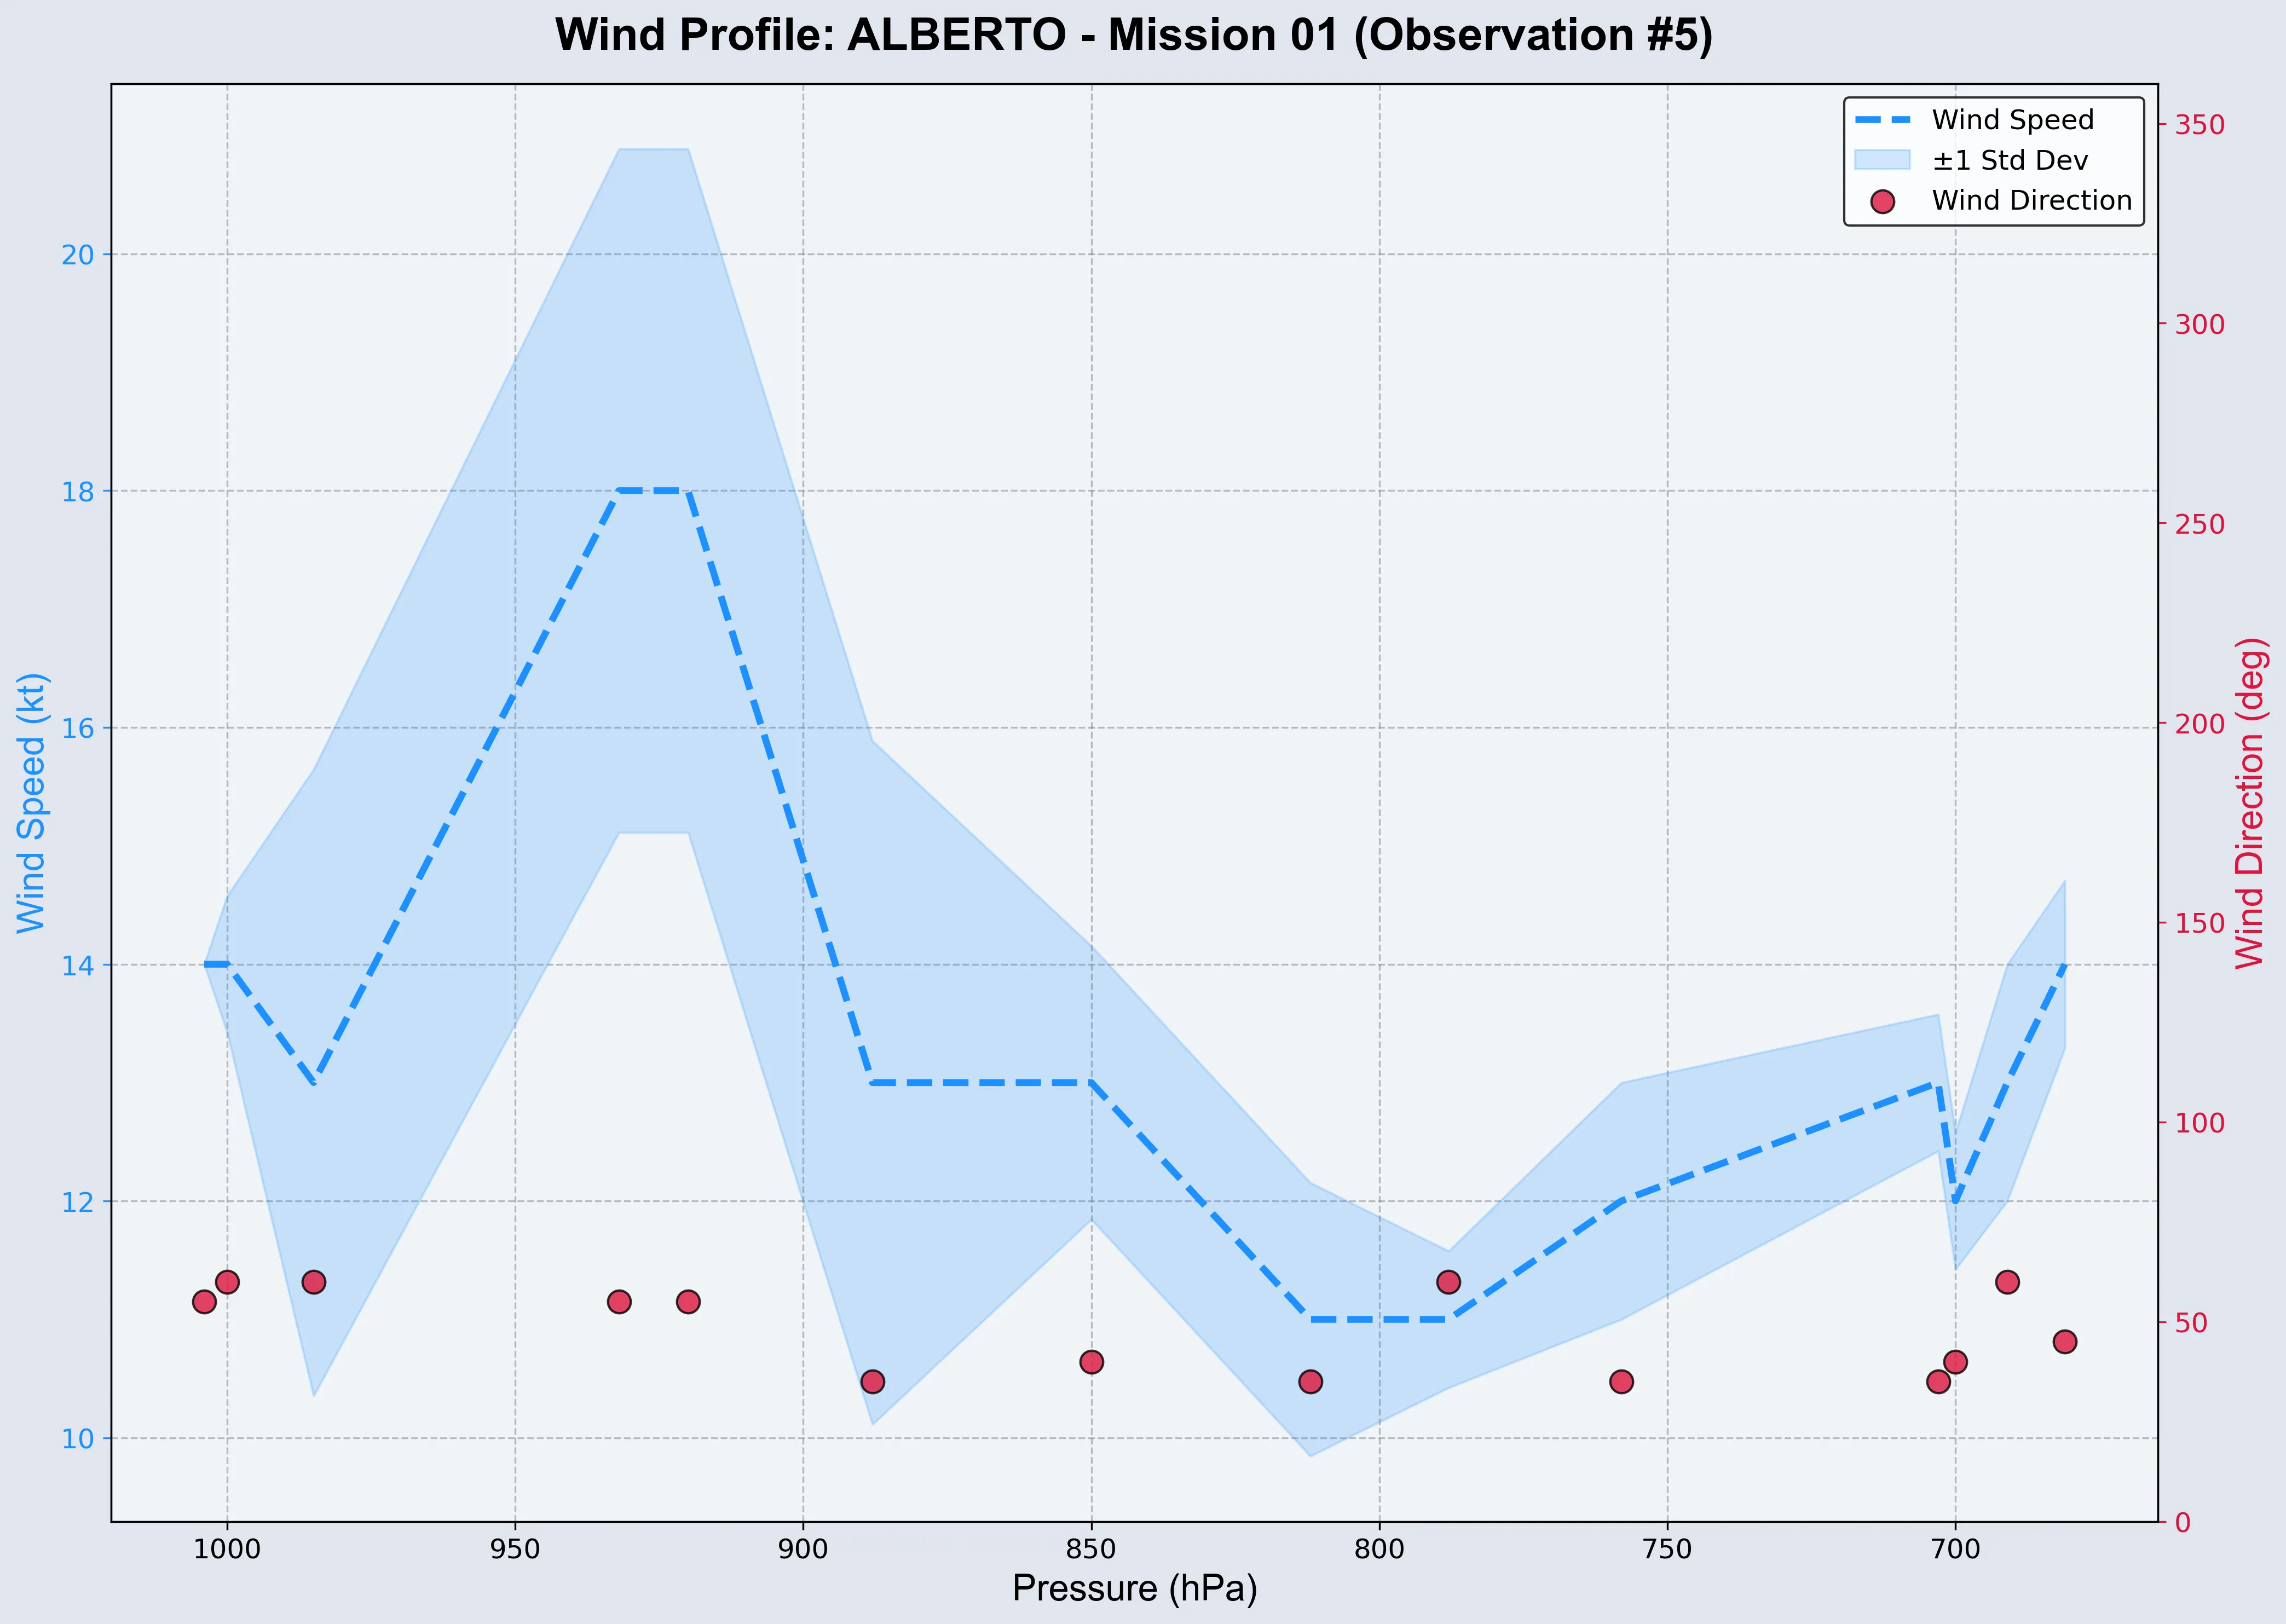 Wind Profile: ALBERTO - Mission 01 (Observation #5)
Wind Speed
±1 Std Dev
Wind Direction
Wind Speed (kt)
20
18
16
14
12
10
350
300
250
200
150
100
50
0
Wind Direction (deg)
1000 950 900 850 800 750 700
Pressure (hPa)